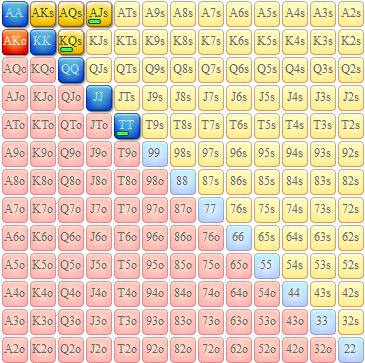 AA AKs AQs AJs ATs A9s A8s A7s A6s A5s A4s A3s A2s
AKo KK KQs KJs KTs K9s K8s K7s K6s K5s K4s K3s K2s
AQo KQo QQ QJs QTs Q9s Q8s Q7s Q6s Q5s Q4s Q3s Q2s
AJo KJo QJo JJ JTs J9s J8s J7s J6s J5s J4s J3s J2s
ATo KTo QTo JTo TT T9s T8s T7s T6s T5s T4s T3s T2s
A9o K9o Q9o J9o T9o 99 98s 97s 96s 95s 94s 93s 92s
A8o K8o Q8o J8o T8o 98o 88 87s 86s 85s 84s 83s 82s
A7o K7o Q7o J7o T7o 97o 87o 77 76s 75s 74s 73s 72s
A6o K6o Q6o J6o T6o 96o 86o 76o 66 65s 64s 63s 62s
A5o K5o Q5o J5o T5o 95o 85o 75o 65o 55 54s 53s 52s
A4o K4o Q4o J4o T4o 94o 84o 74o 64o 54o 44 43s 42s
A3o K3o Q3o J3o T3o 93o 83o 73o 63o 53o 43o 33 32s
A2o K2o Q2o J2o T2o 92o 82o 72o 62o 52o 42o 32o 22